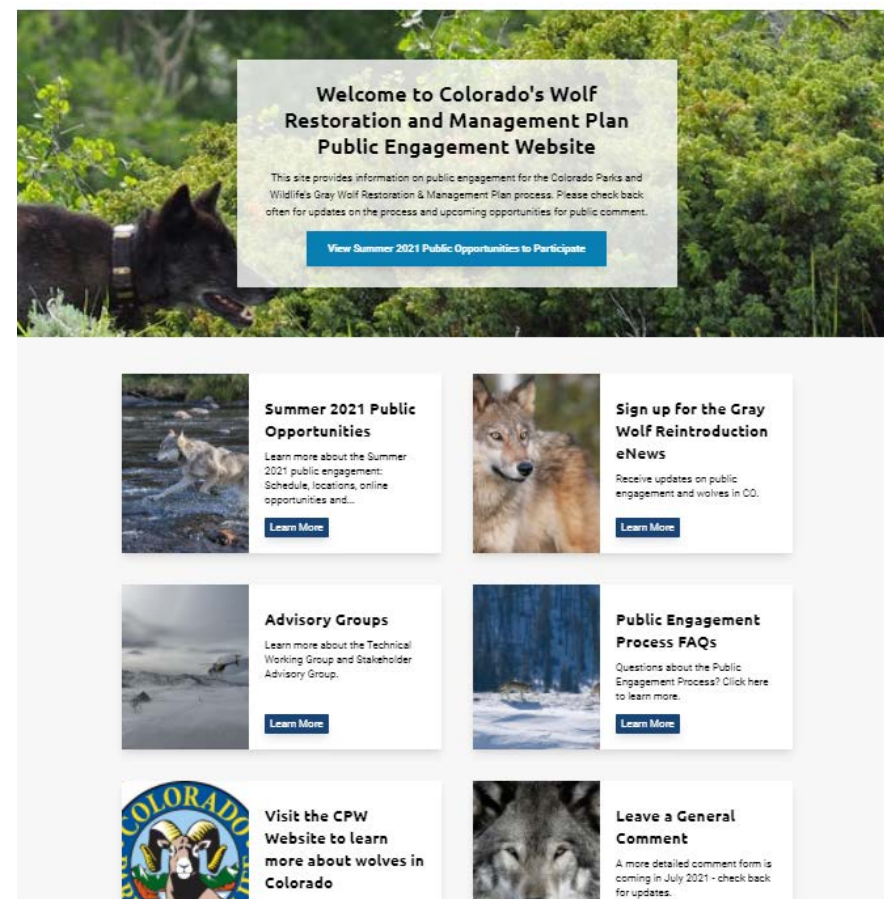 Welcome to Colorado's Wolf
Restoration and Management Plan
Public Engagement Website
This site provides information on public engagement for the Colorado Parks and
Wildlife's Gray Wolf Restoration & Management Plan process. Please check back
often for updates on the process and upcoming opportunities for public comment.
View Summer 2021 Public Opportunities to Participate
Summer 2021 Public
Opportunities
Learn more about the Summer
2021 public engagement:
Schedule, locations, online
opportunities and...
Learn More
Sign up for the Gray
Wolf Reintroduction
eNews
Receive updates on public
engagement and wolves in CO.
Learn More
Advisory Groups
Learn more about the Technical
Working Group and Stakeholder
Advisory Group.
Learn More
Public Engagement
Process FAQs
Questions about the Public
Engagement Process? Click here
to learn more.
Learn More
COLORADO
Visit the CPW
Website to learn
more about wolves in
Colorado
Leave a General
Comment
A more detailed comment form is
coming in July 2021 - check back
for updates.